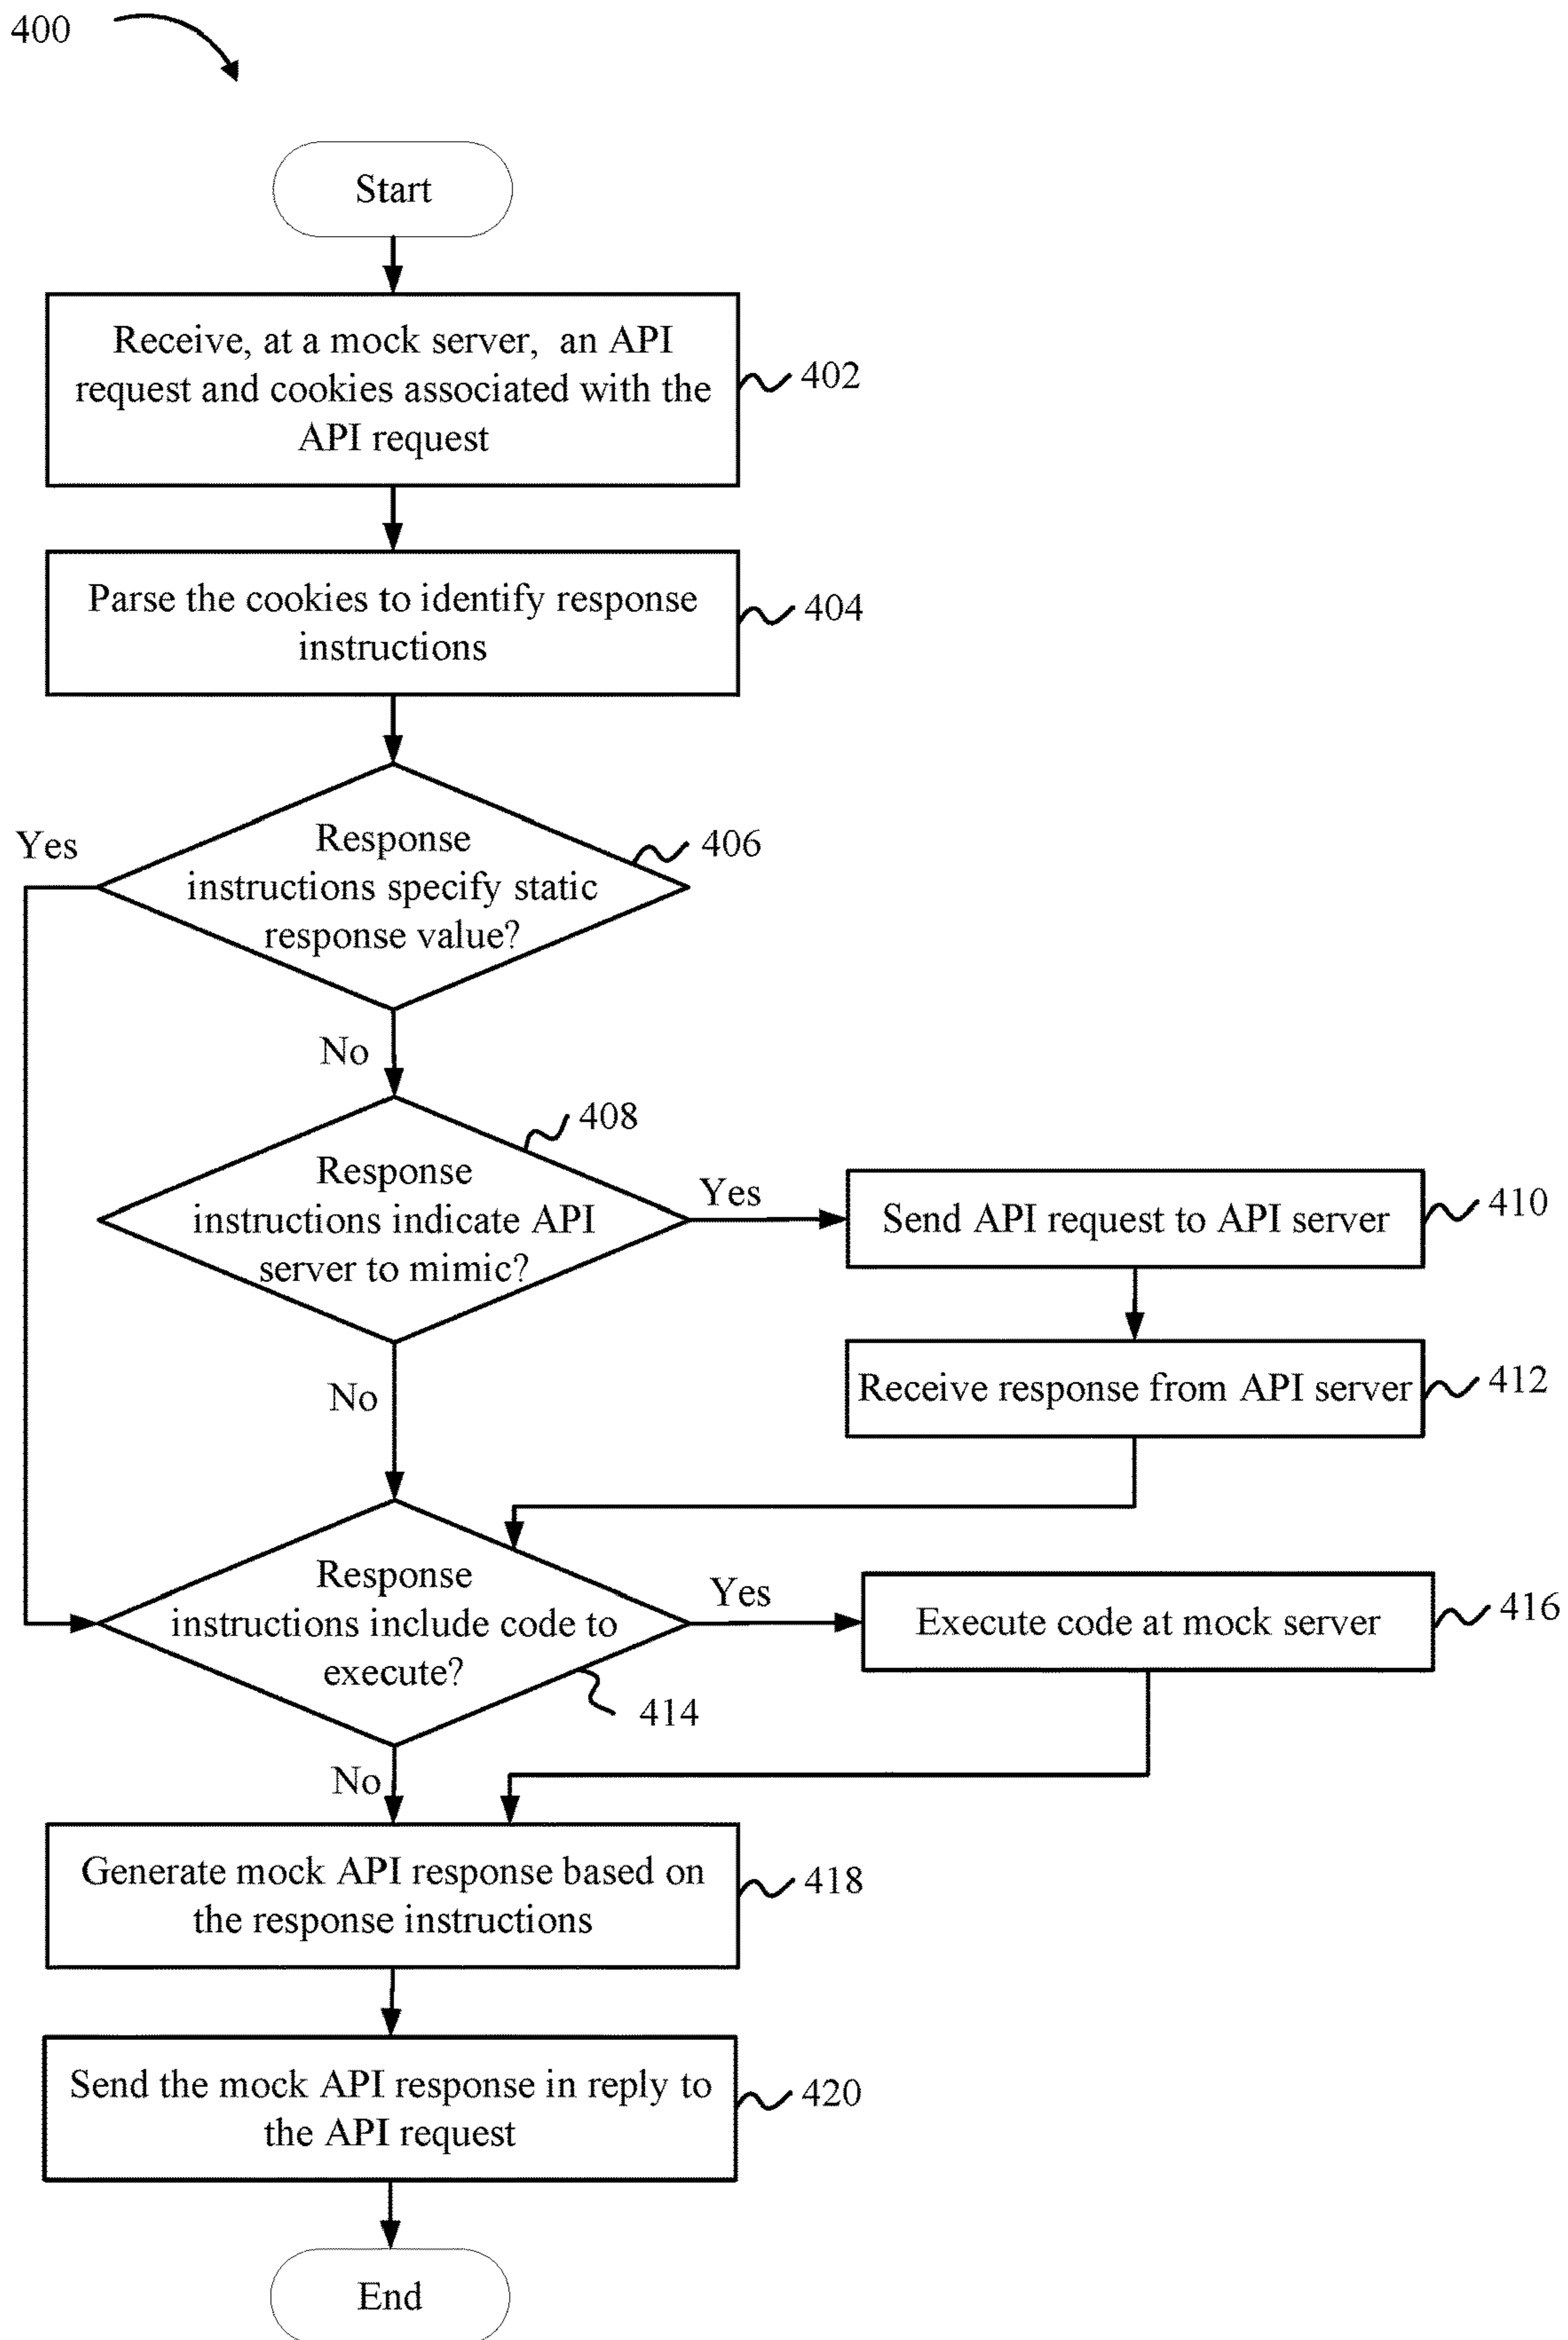 400
Start
Receive, at a mock server, an API
request and cookies associated with the
API request
402
Parse the cookies to identify response
instructions
404
Yes
Response
instructions specify static
response value?
406
No
408
Response
instructions indicate API
server to mimic?
Yes
Send API request to API server
410
Receive response from API server
412
No
Response
instructions include code to
execute?
Yes
Execute code at mock server
416
414
No
Generate mock API response based on
the response instructions
418
Send the mock API response in reply to
the API request
420
End